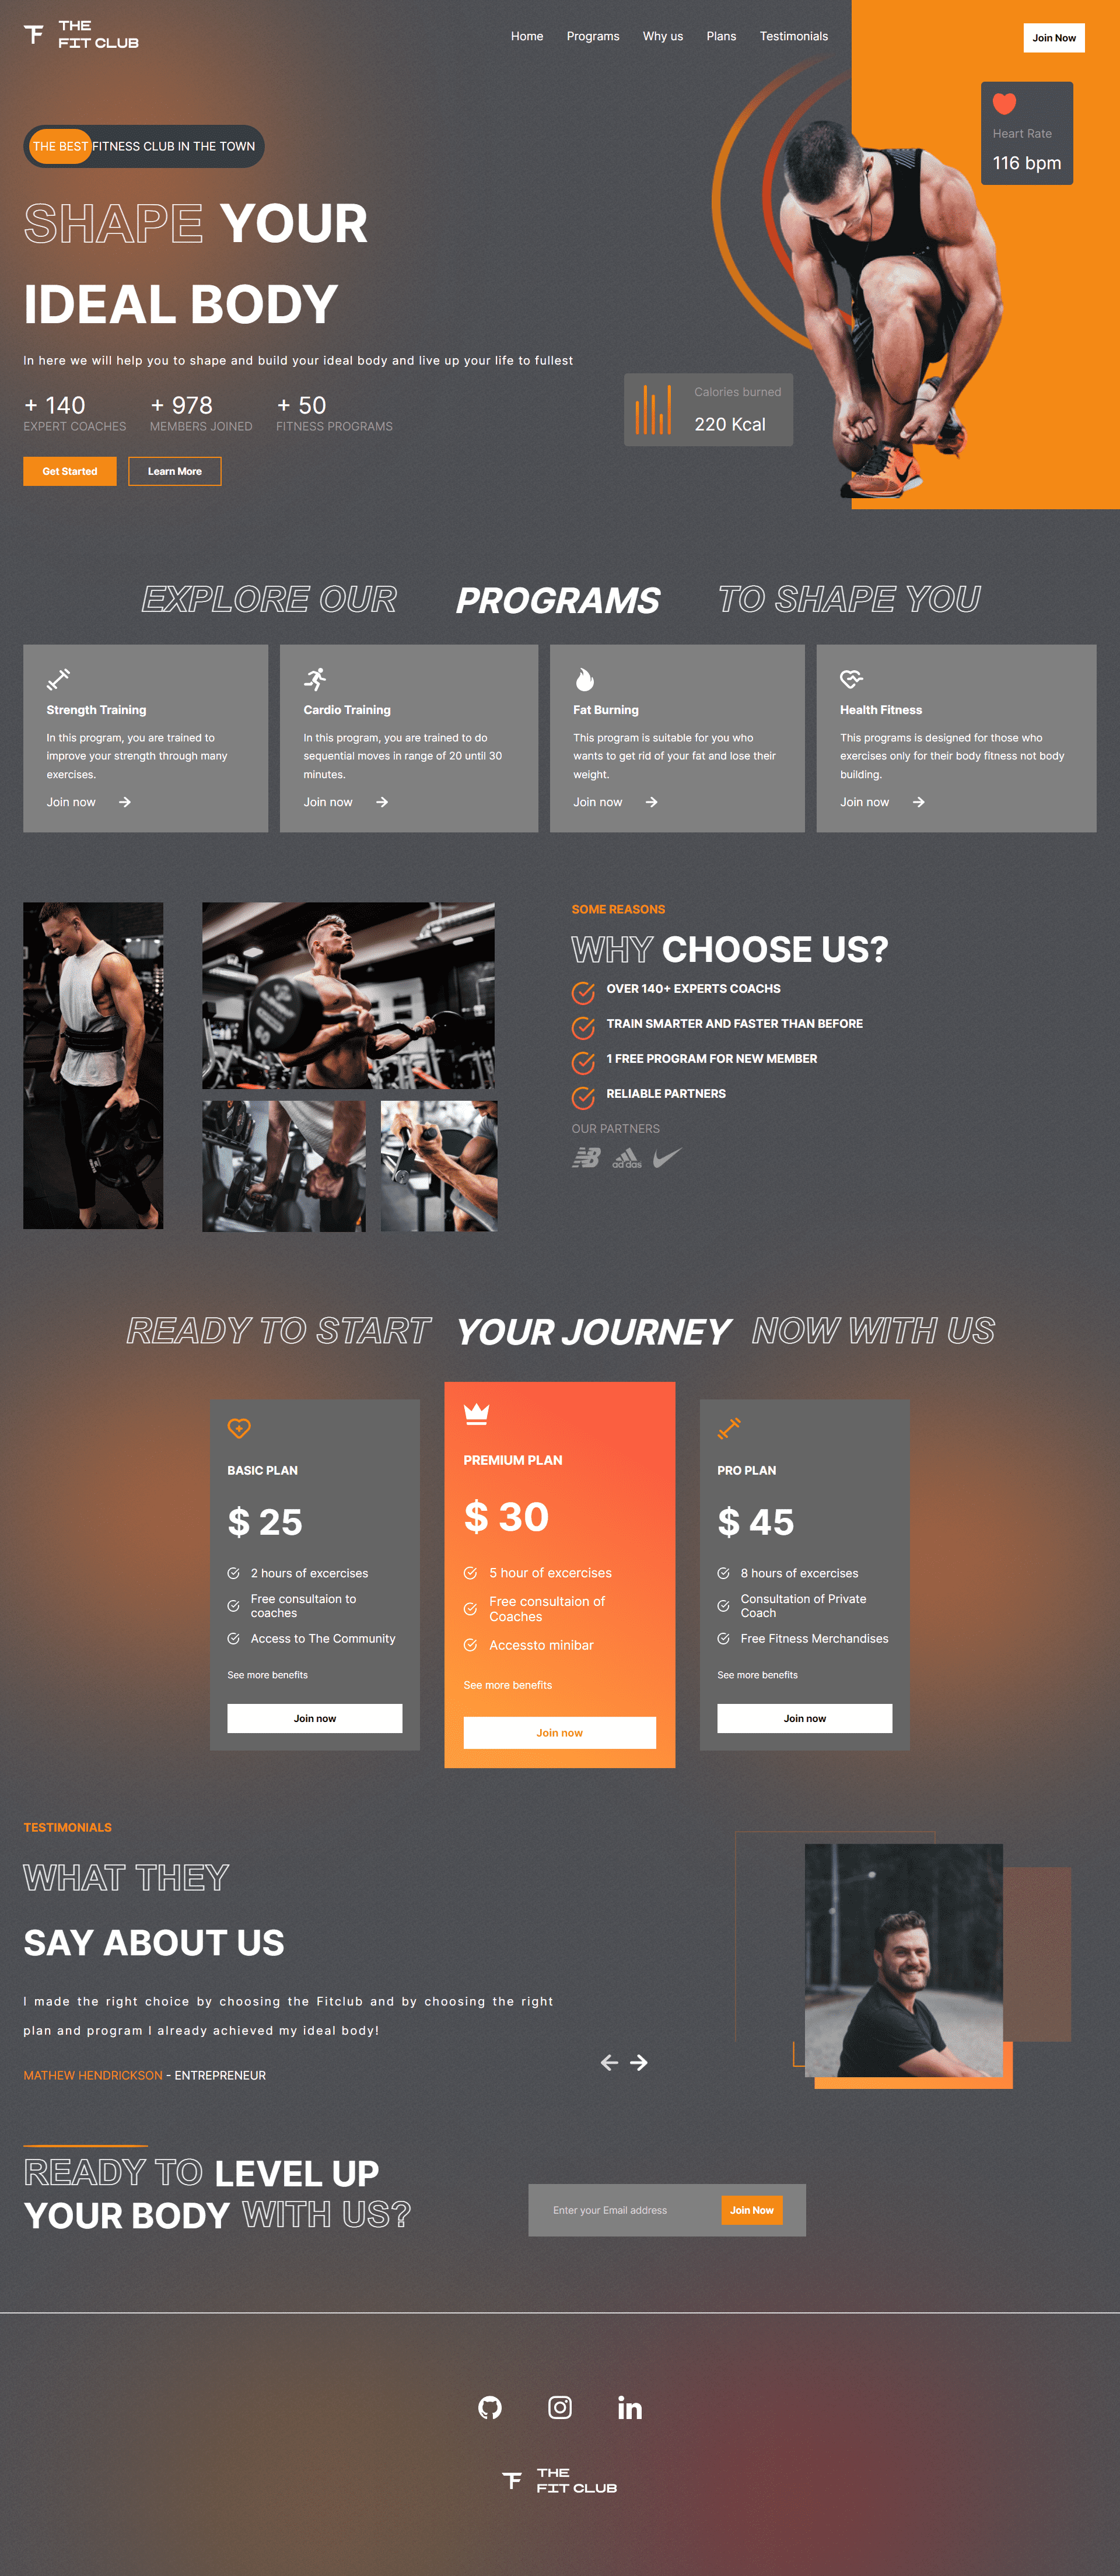 THE
FIT CLUB
Home Programs Why us Plans Testimonials
Join Now
Heart Rate
116 bpm
THE BEST FITNESS CLUB IN THE TOWN
SHAPE YOUR
IDEAL BODY
In here we will help you to shape and build your ideal body and live up your life to fullest
+ 140
EXPERT COACHES
+ 978
MEMBERS JOINED
+ 50
FITNESS PROGRAMS
Get Started
Learn More
Calories burned
220 Kcal
EXPLORE OUR PROGRAMS TO SHAPE YOU
Strength Training
In this program, you are trained to
improve your strength through many
exercises.
Join now
Cardio Training
In this program, you are trained to do
sequential moves in range of 20 until 30
minutes.
Join now
Fat Burning
This program is suitable for you who
wants to get rid of your fat and lose their
weight.
Join now
Health Fitness
This programs is designed for those who
exercises only for their body fitness not body
building.
Join now
SOME REASONS
WHY CHOOSE US?
OVER 140+ EXPERTS COACHS
TRAIN SMARTER AND FASTER THAN BEFORE
1 FREE PROGRAM FOR NEW MEMBER
RELIABLE PARTNERS
OUR PARTNERS
adidas
READY TO START YOUR JOURNEY NOW WITH US
BASIC PLAN
$ 25
2 hours of excercises
Free consultaion to
coaches
Access to The Community
See more benefits
Join now
PREMIUM PLAN
$ 30
5 hour of excercises
Free consultaion of
Coaches
Accessto minibar
See more benefits
Join now
PRO PLAN
$ 45
8 hours of excercises
Consultation of Private
Coach
Free Fitness Merchandises
See more benefits
Join now
TESTIMONIALS
WHAT THEY
SAY ABOUT US
I made the right choice by choosing the Fitclub and by choosing the right
plan and program I already achieved my ideal body!
MATHEW HENDRICKSON - ENTREPRENEUR
READY TO LEVEL UP
YOUR BODY WITH US?
Enter your Email address
Join Now
in
THE
FIT CLUB